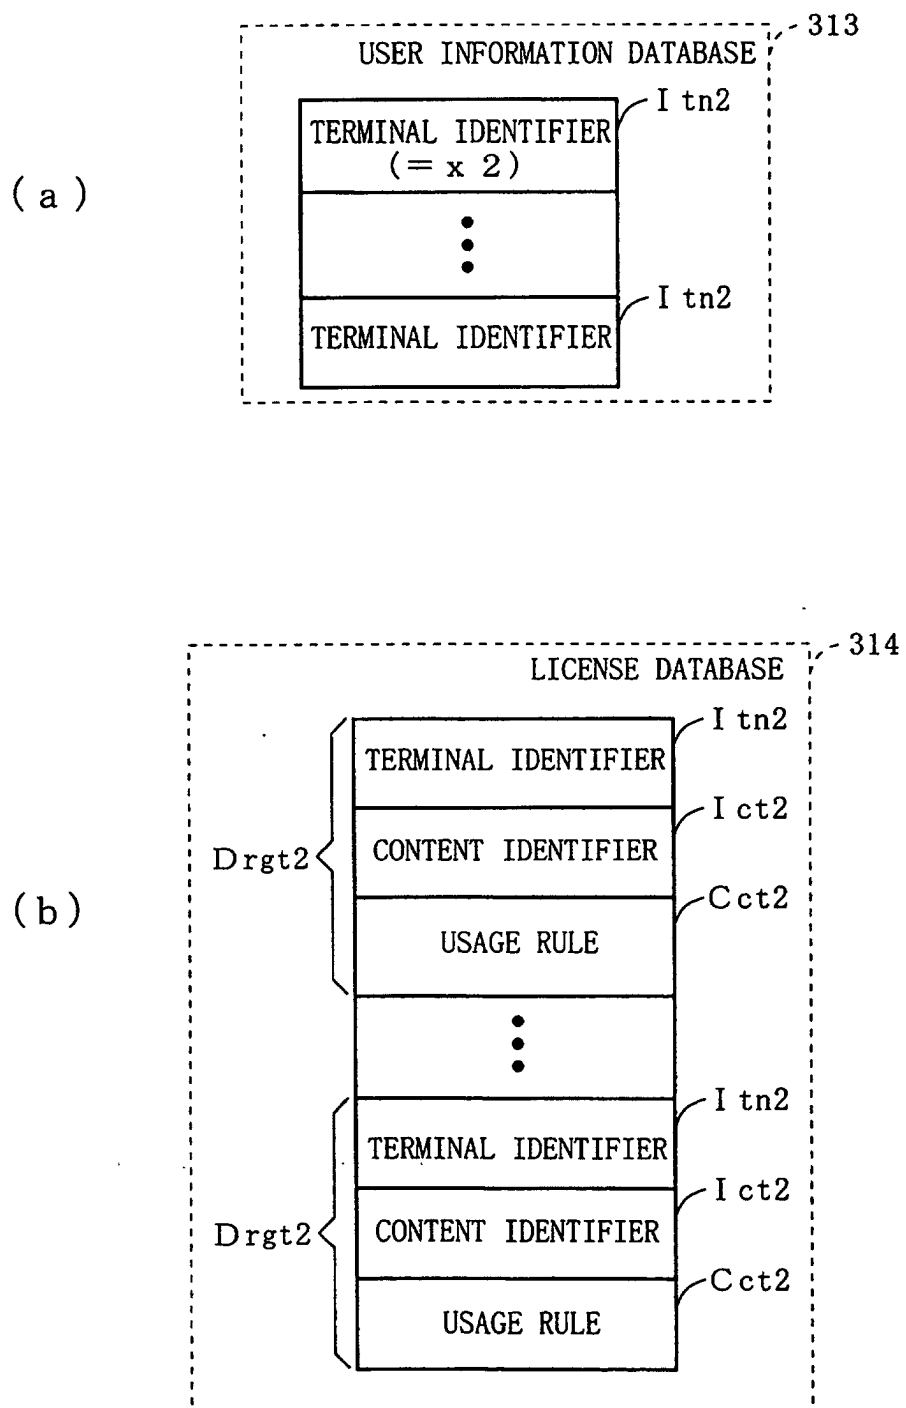 313
USER INFORMATION DATABASE
I tn2
TERMINAL IDENTIFIER
(= x 2)
(a)
I tn2
TERMINAL IDENTIFIER
314
LICENSE DATABASE
I tn2
TERMINAL IDENTIFIER
I ct2
Drgt2
CONTENT IDENTIFIER
(b)
Cct2
USAGE RULE
I tn2
TERMINAL IDENTIFIER
I ct2
Drgt2
CONTENT IDENTIFIER
Cct2
USAGE RULE